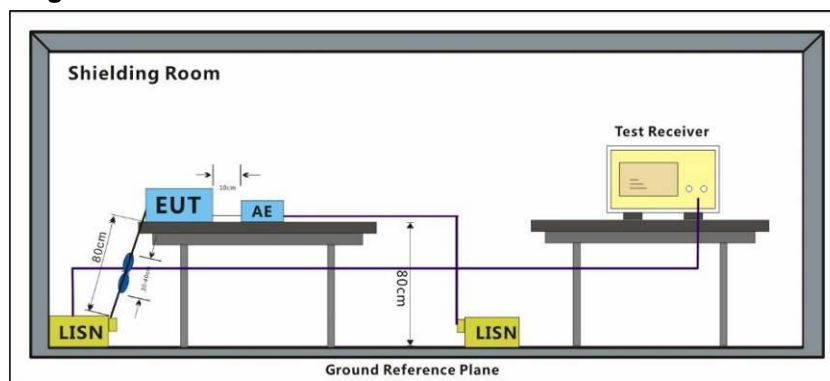 Shielding Room
Test Receiver
10cm
EUT
AE
80cm
80cm
LISN
LISN
Ground Reference Plane